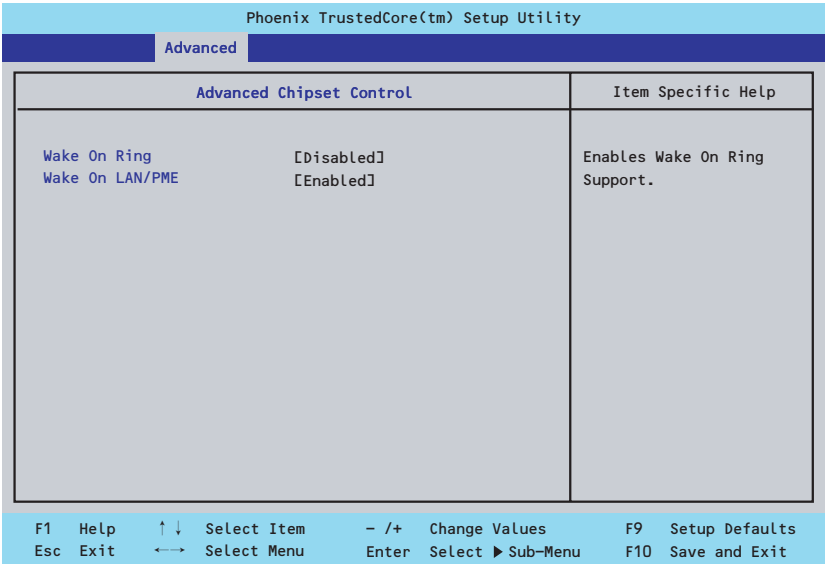 Phoenix TrustedCore(tm) Setup Utility
Advanced
Advanced Chipset Control
Item Specific Help
Wake On Ring [Disabled]
Wake On LAN/PME [Enabled]
Enables Wake On Ring
Support.
F1 Help ↑↓ Select Item - /+ Change Values F9 Setup Defaults
Esc Exit ←→ Select Menu Enter Select ▶ Sub-Menu F10 Save and Exit